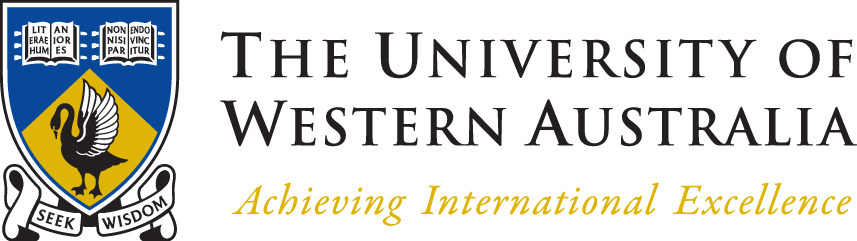 LIT AN
ERAE IOR
HUM ES
NON ENDO
NISI VINC
PAR ITUR
SEEK WISDOM
THE UNIVERSITY OF
WESTERN AUSTRALIA
Achieving International Excellence